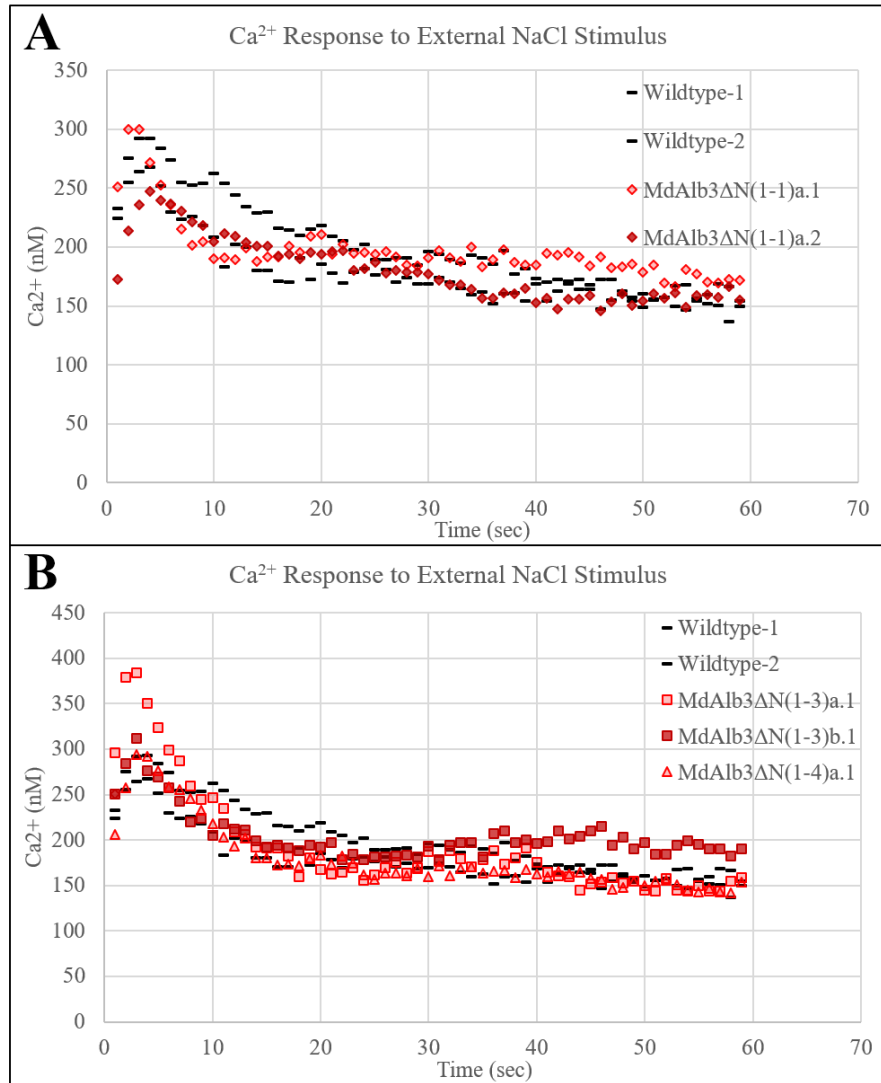 A
Ca²⁺ Response to External NaCl Stimulus
350
300
250
200
150
100
50
0
Ca2+ (nM)
Wildtype-1
Wildtype-2
MdAlb3ΔN(1-1)a.1
MdAlb3ΔN(1-1)a.2
0 10 20 30 40 50 60 70
Time (sec)
B
Ca²⁺ Response to External NaCl Stimulus
450
400
350
300
250
200
150
100
50
0
Ca2+ (nM)
Wildtype-1
Wildtype-2
MdAlb3ΔN(1-3)a.1
MdAlb3ΔN(1-3)b.1
MdAlb3ΔN(1-4)a.1
0 10 20 30 40 50 60 70
Time (sec)